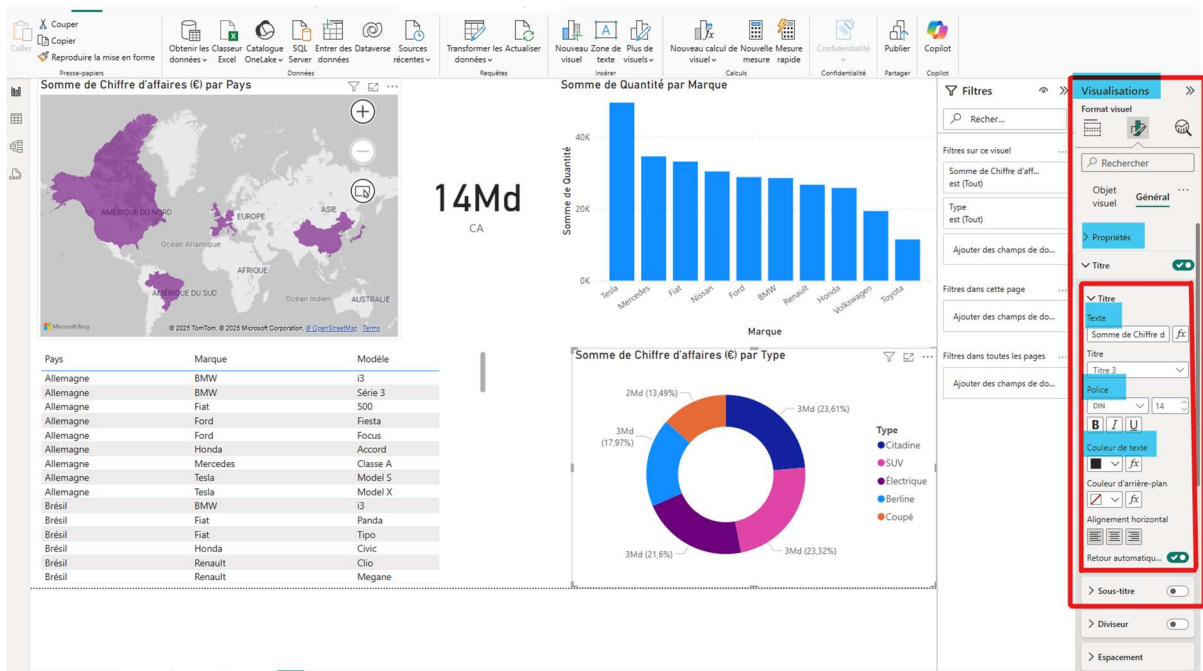 Couper
Coller
Copier
Reproduire la mise en forme
Presse-papiers
Obtenir les données
Classeur Excel
Catalogue OneLake
SQL Server
Entrer des données
Dataverse
Sources récentes
Données
Transformer les données
Actualiser
Requêtes
Nouveau visuel
Zone de texte
Plus de visuels
Insérer
Nouveau calcul de visuel
Nouvelle mesure
Mesure rapide
Calculs
Confidentialité
Confidentialité
Publier
Partager
Copilot
Copilot
Somme de Chiffre d'affaires (€) par Pays
AMÉRIQUE DU NORD
EUROPE
ASIE
Océan Atlantique
AFRIQUE
AMÉRIQUE DU SUD
Océan Indien
AUSTRALIE
Microsoft Bing
© 2025 TomTom, © 2025 Microsoft Corporation, © OpenStreetMap Terms
14Md
CA
Somme de Quantité par Marque
Somme de Quantité
40K
20K
0K
Tesla
Mercedes
Fiat
Nissan
Ford
BMW
Renault
Honda
Volkswagen
Toyota
Marque
Pays Marque Modèle
Allemagne BMW i3
Allemagne BMW Série 3
Allemagne Fiat 500
Allemagne Ford Fiesta
Allemagne Ford Focus
Allemagne Honda Accord
Allemagne Mercedes Classe A
Allemagne Tesla Model S
Allemagne Tesla Model X
Brésil BMW i3
Brésil Fiat Panda
Brésil Fiat Tipo
Brésil Honda Civic
Brésil Renault Clio
Brésil Renault Megane
Somme de Chiffre d'affaires (€) par Type
2Md (13,49%)
3Md (23,61%)
3Md
(17,97%)
3Md (21,6%)
3Md (23,32%)
Type
Citadine
SUV
Électrique
Berline
Coupé
Filtres
Recher...
Filtres sur ce visuel ...
Somme de Chiffre d'aff...
est (Tout)
Type
est (Tout)
Ajouter des champs de do...
Filtres dans cette page ...
Ajouter des champs de do...
Filtres dans toutes les pages ...
Ajouter des champs de do...
Visualisations
Format visuel
Rechercher
Objet visuel
Général
...
Propriétés
Titre
Titre
Texte
Somme de Chiffre d fx
Titre
Titre 3
Police
DIN 14
B I U
Couleur de texte
fx
Couleur d'arrière-plan
fx
Alignement horizontal
Retour automatiqu...
Sous-titre
Diviseur
Espacement